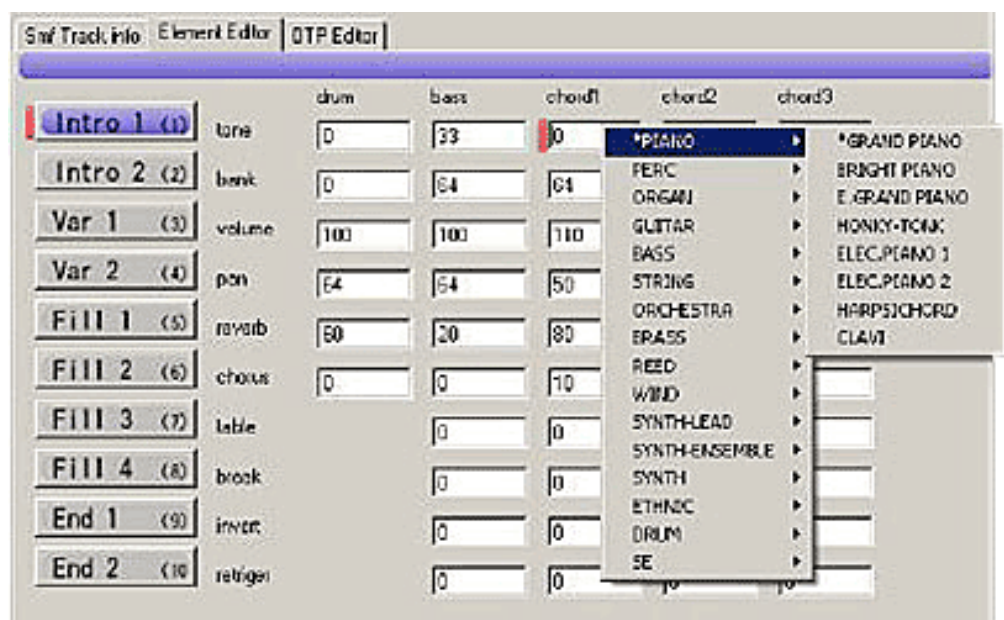 Smf Track info Element Editor OTP Editor
drum bass chord1 chord2 chord3
Intro 1 (1) tone 0 33 0
Intro 2 (2) bank 0 64 64
Var 1 (3) volume 100 100 110
Var 2 (4) pan 64 64 50
Fill 1 (5) reverb 20 80
Fill 2 (6) chorus 0 0 10
Fill 3 (7) table 0 0
Fill 4 (8) break 0 0
End 1 (9) invert 0 0
End 2 (10 retriger 0 0 0 0
*PIANO
PERC
ORGAN
GUITAR
BASS
STRING
ORCHESTRA
BRASS
REED
WIND
SYNTH-LEAD
SYNTH-ENSEMBLE
SYNTH
ETHNIC
DRUM
SE
*GRAND PIANO
BRIGHT PIANO
E.GRAND PIANO
HONKY-TONK
ELEC.PIANO 1
ELEC.PIANO 2
HARPSICHORD
CLAVI